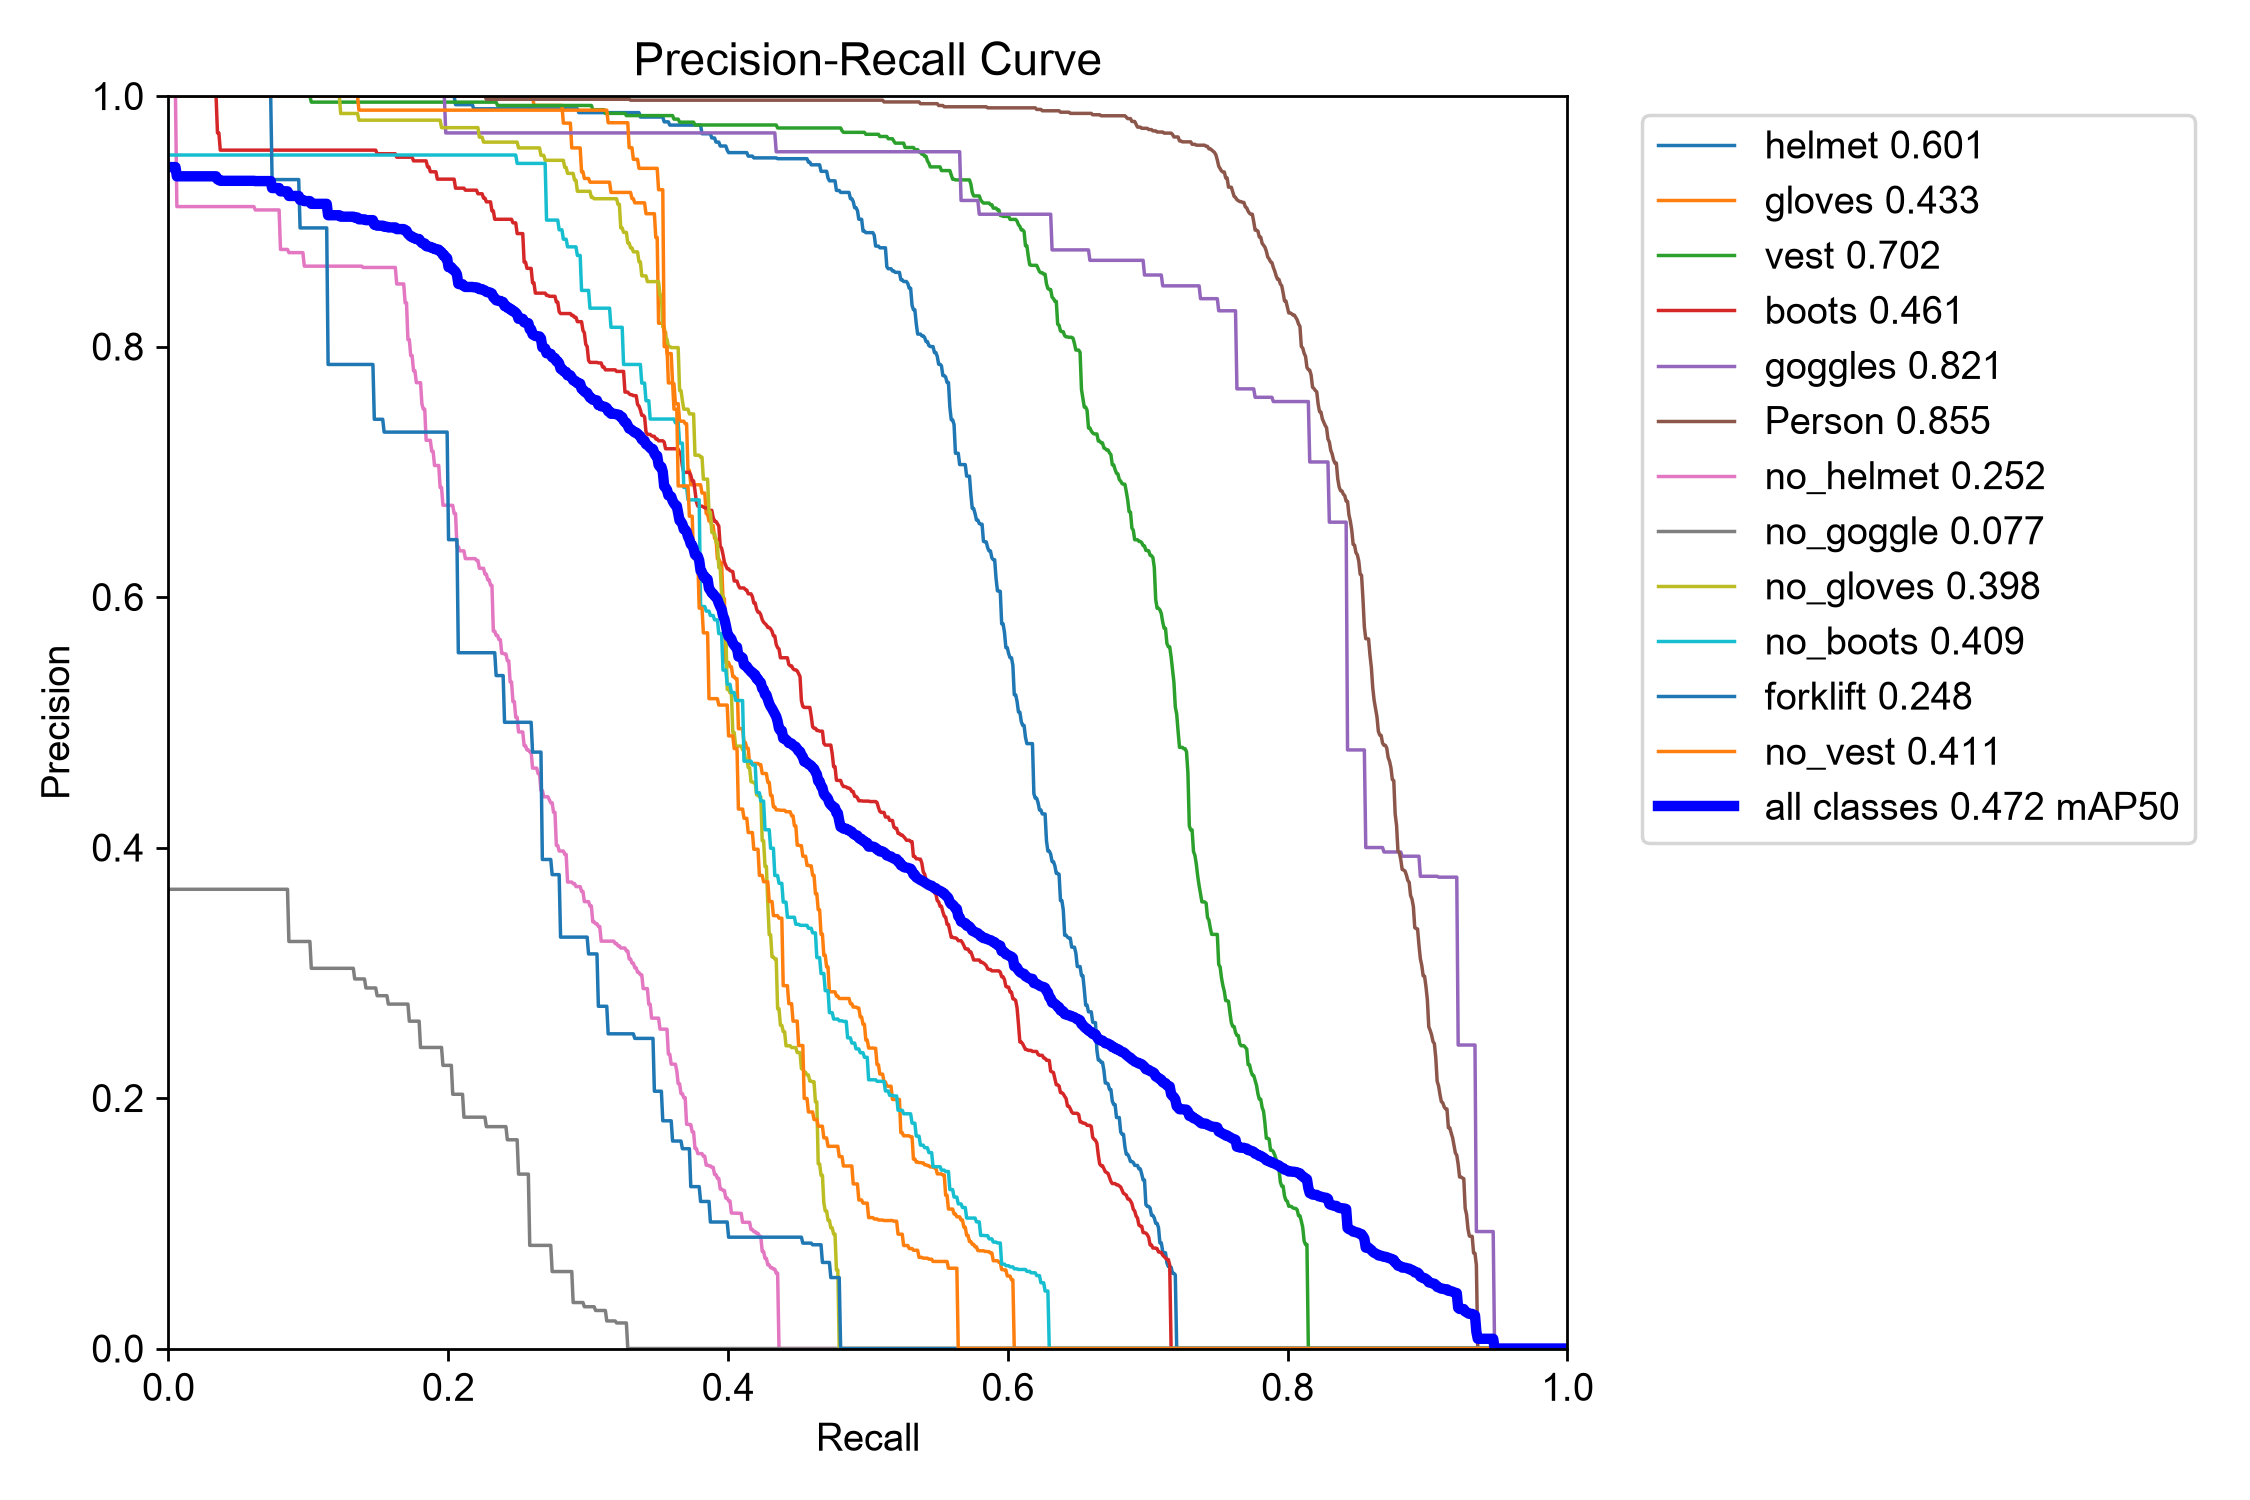 Precision-Recall Curve
1.0
0.8
0.6
0.4
0.2
0.0
Precision
0.0 0.2 0.4 0.6 0.8 1.0
Recall
helmet 0.601
gloves 0.433
vest 0.702
boots 0.461
goggles 0.821
Person 0.855
no_helmet 0.252
no_goggle 0.077
no_gloves 0.398
no_boots 0.409
forklift 0.248
no_vest 0.411
all classes 0.472 mAP50